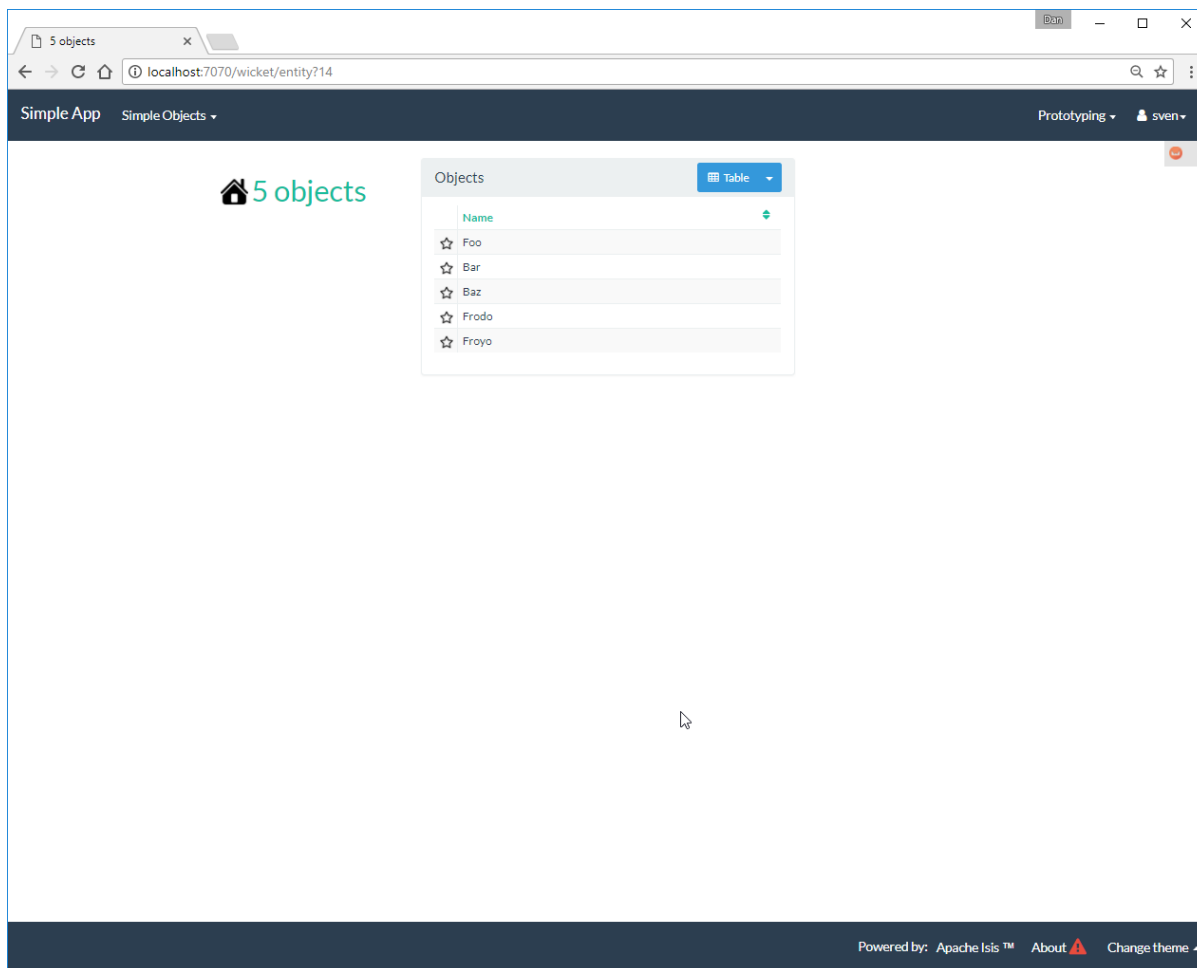 Dan
5 objects
localhost:7070/wicket/entity?14
Simple App Simple Objects Prototyping sven
5 objects
Objects Table
Name
Foo
Bar
Baz
Frodo
Froyo
Powered by: Apache Isis ™ About Change theme